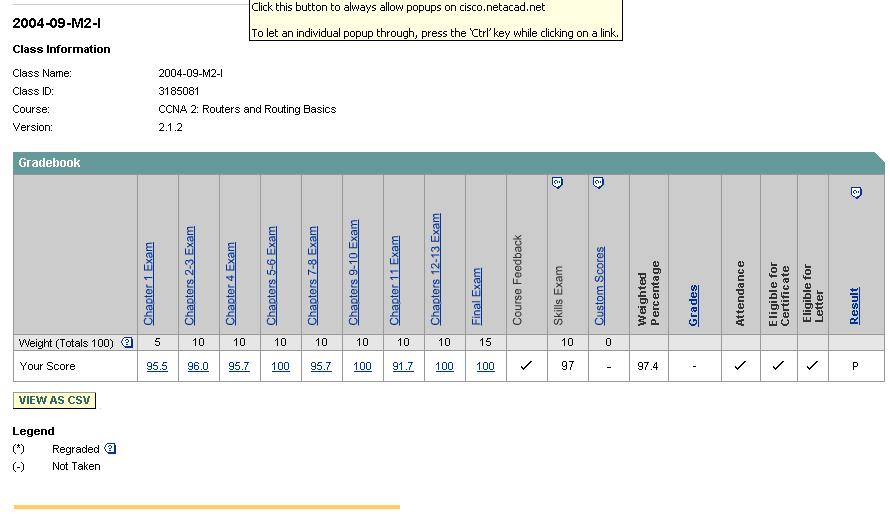 Click this button to always allow popups on cisco.netacad.net
To let an individual popup through, press the 'Ctrl' key while clicking on a link.
2004-09-M2-I
Class Information
Class Name: 2004-09-M2-I
Class ID: 3185081
Course: CCNA 2: Routers and Routing Basics
Version: 2.1.2
Gradebook
Chapter 1 Exam
Chapters 2-3 Exam
Chapter 4 Exam
Chapters 5-6 Exam
Chapters 7-8 Exam
Chapters 9-10 Exam
Chapter 11 Exam
Chapters 12-13 Exam
Final Exam
Course Feedback
Skills Exam
Custom Scores
Weighted
Percentage
Grades
Attendance
Eligible for
Certificate
Eligible for
Letter
Result
Weight (Totals 100) 5 10 10 10 10 10 10 10 15 10 0
Your Score 95.5 96.0 95.7 100 95.7 100 91.7 100 100 ✓ 97 - 97.4 - ✓ ✓ ✓ P
VIEW AS CSV
Legend
(*) Regraded
(-) Not Taken